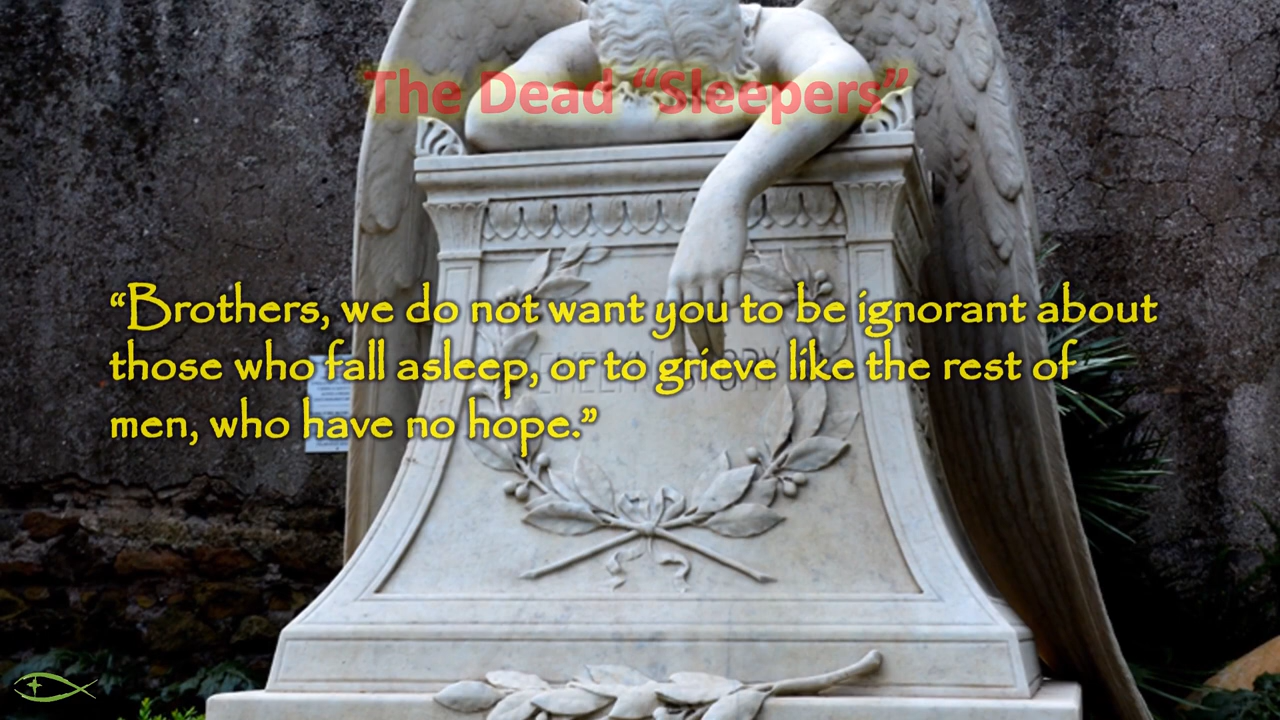 The Dead “Sleepers”
“Brothers, we do not want you to be ignorant about
those who fall asleep, or to grieve like the rest of
men, who have no hope.”